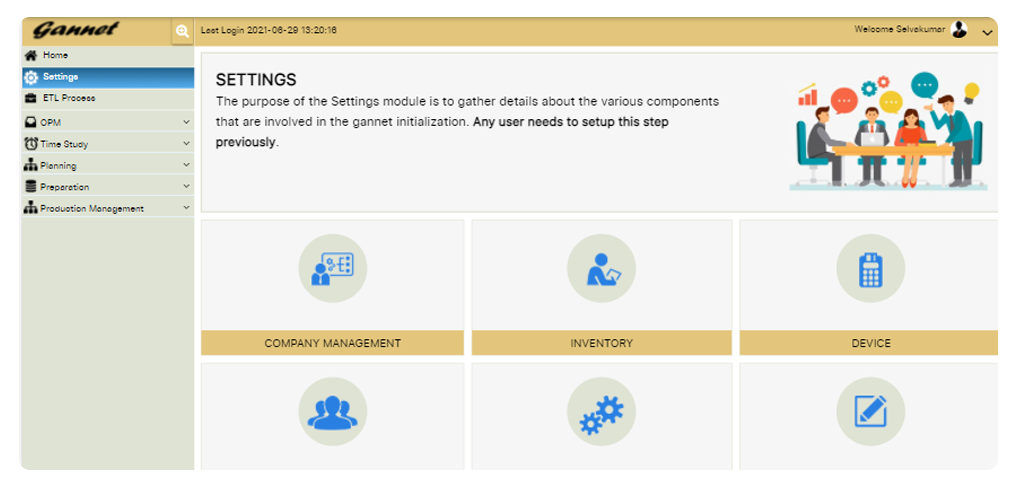 Gannet
Last Login 2021-06-29 13:20:16
Welcome Selvakumar
Home
Settings
ETL Process
OPM
Time Study
Planning
Preparation
Production Management
SETTINGS
The purpose of the Settings module is to gather details about the various components
that are involved in the gannet initialization. Any user needs to setup this step
previously.
COMPANY MANAGEMENT
INVENTORY
DEVICE